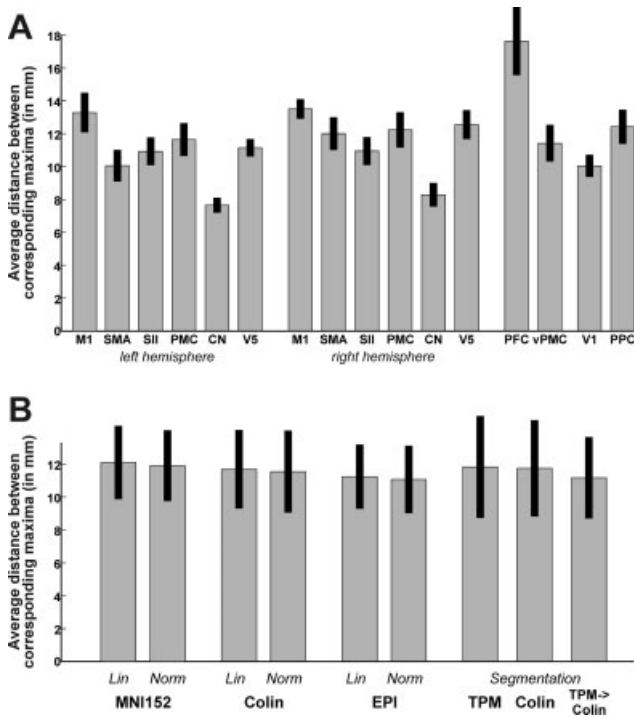 A
Average distance between
corresponding maxima (in mm)
18
16
14
12
10
8
6
4
2
0
M1 SMA SII PMC CN V5 M1 SMA SII PMC CN V5 PFC vPMC V1 PPC
left hemisphere right hemisphere
B
Average distance between
corresponding maxima (in mm)
12
10
8
6
4
2
0
Lin Norm Lin Norm Lin Norm Segmentation
MNI152 Colin EPI TPM Colin TPM->
Colin